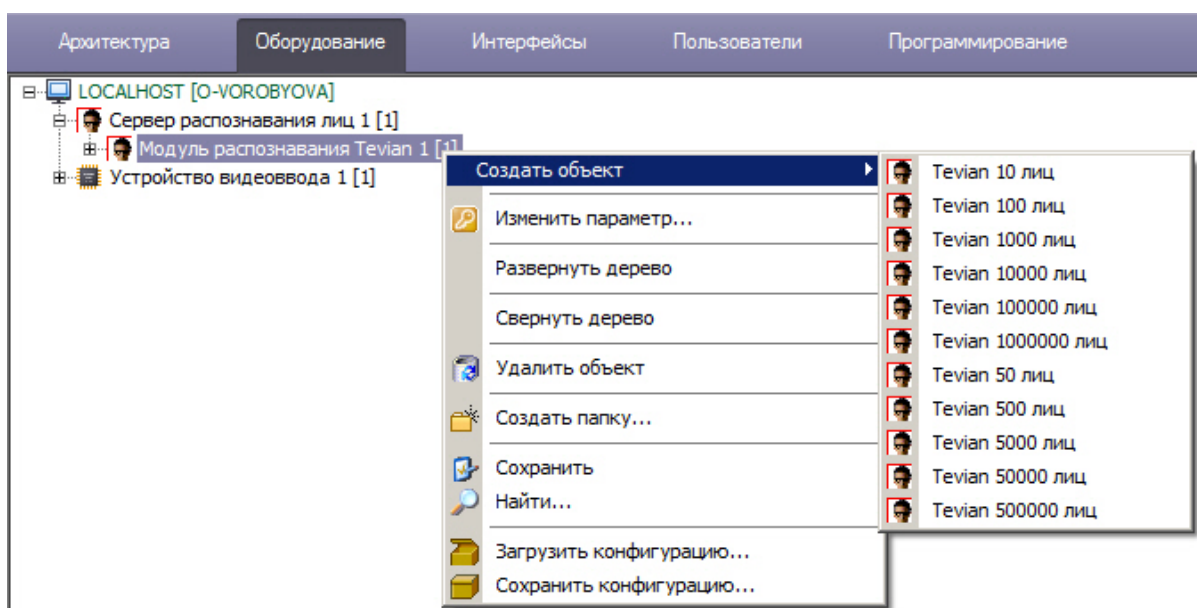 Архитектура Оборудование Интерфейсы Пользователи Программирование
LOCALHOST [O-VOROBYOVA]
Сервер распознавания лиц 1 [1]
Модуль распознавания Tevian 1 [1]
Устройство видеоввода 1 [1]
Создать объект
Изменить параметр...
Развернуть дерево
Свернуть дерево
Удалить объект
Создать папку...
Сохранить
Найти...
Загрузить конфигурацию...
Сохранить конфигурацию...
Tevian 10 лиц
Tevian 100 лиц
Tevian 1000 лиц
Tevian 10000 лиц
Tevian 100000 лиц
Tevian 1000000 лиц
Tevian 50 лиц
Tevian 500 лиц
Tevian 5000 лиц
Tevian 50000 лиц
Tevian 500000 лиц